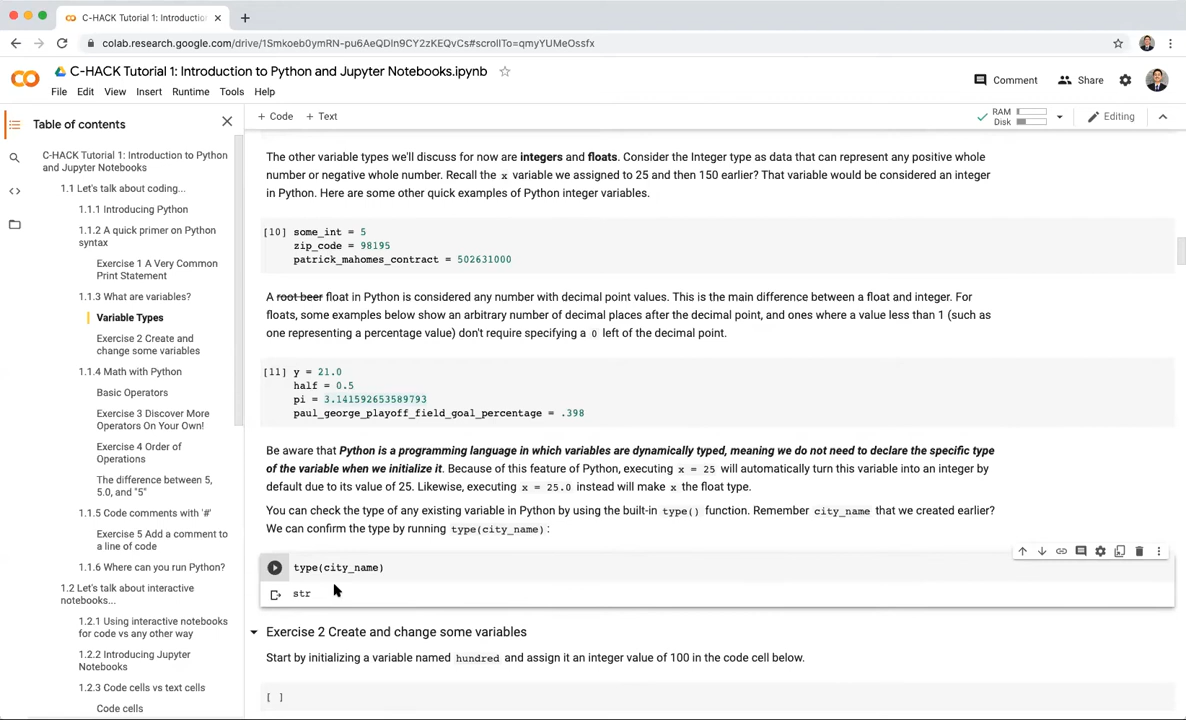 C-HACK Tutorial 1: Introduction
colab.research.google.com/drive/1Smkoeb0ymRN-pu6AeQDln9CY2zKEQvCs#scrollTo=qmyYUMeOssfx
C-HACK Tutorial 1: Introduction to Python and Jupyter Notebooks.ipynb
Comment
Share
File Edit View Insert Runtime Tools Help
Table of contents
C-HACK Tutorial 1: Introduction to Python
and Jupyter Notebooks
1.1 Let's talk about coding...
1.1.1 Introducing Python
1.1.2 A quick primer on Python
syntax
Exercise 1 A Very Common
Print Statement
1.1.3 What are variables?
Variable Types
Exercise 2 Create and
change some variables
1.1.4 Math with Python
Basic Operators
Exercise 3 Discover More
Operators On Your Own!
Exercise 4 Order of
Operations
The difference between 5,
5.0, and "5"
1.1.5 Code comments with '#'
Exercise 5 Add a comment to
a line of code
1.1.6 Where can you run Python?
1.2 Let's talk about interactive
notebooks...
1.2.1 Using interactive notebooks
for code vs any other way
1.2.2 Introducing Jupyter
Notebooks
1.2.3 Code cells vs text cells
Code cells
+ Code + Text
RAM
Disk
Editing
The other variable types we'll discuss for now are integers and floats. Consider the Integer type as data that can represent any positive whole
number or negative whole number. Recall the x variable we assigned to 25 and then 150 earlier? That variable would be considered an integer
in Python. Here are some other quick examples of Python integer variables.
[10] some_int = 5
zip_code = 98195
patrick_mahomes_contract = 502631000
A root beer float in Python is considered any number with decimal point values. This is the main difference between a float and integer. For
floats, some examples below show an arbitrary number of decimal places after the decimal point, and ones where a value less than 1 (such as
one representing a percentage value) don't require specifying a 0 left of the decimal point.
[11] y = 21.0
half = 0.5
pi = 3.141592653589793
paul_george_playoff_field_goal_percentage = .398
Be aware that Python is a programming language in which variables are dynamically typed, meaning we do not need to declare the specific type
of the variable when we initialize it. Because of this feature of Python, executing x = 25 will automatically turn this variable into an integer by
default due to its value of 25. Likewise, executing x = 25.0 instead will make x the float type.
You can check the type of any existing variable in Python by using the built-in type() function. Remember city_name that we created earlier?
We can confirm the type by running type(city_name):
type(city_name)
str
Exercise 2 Create and change some variables
Start by initializing a variable named hundred and assign it an integer value of 100 in the code cell below.
[ ]